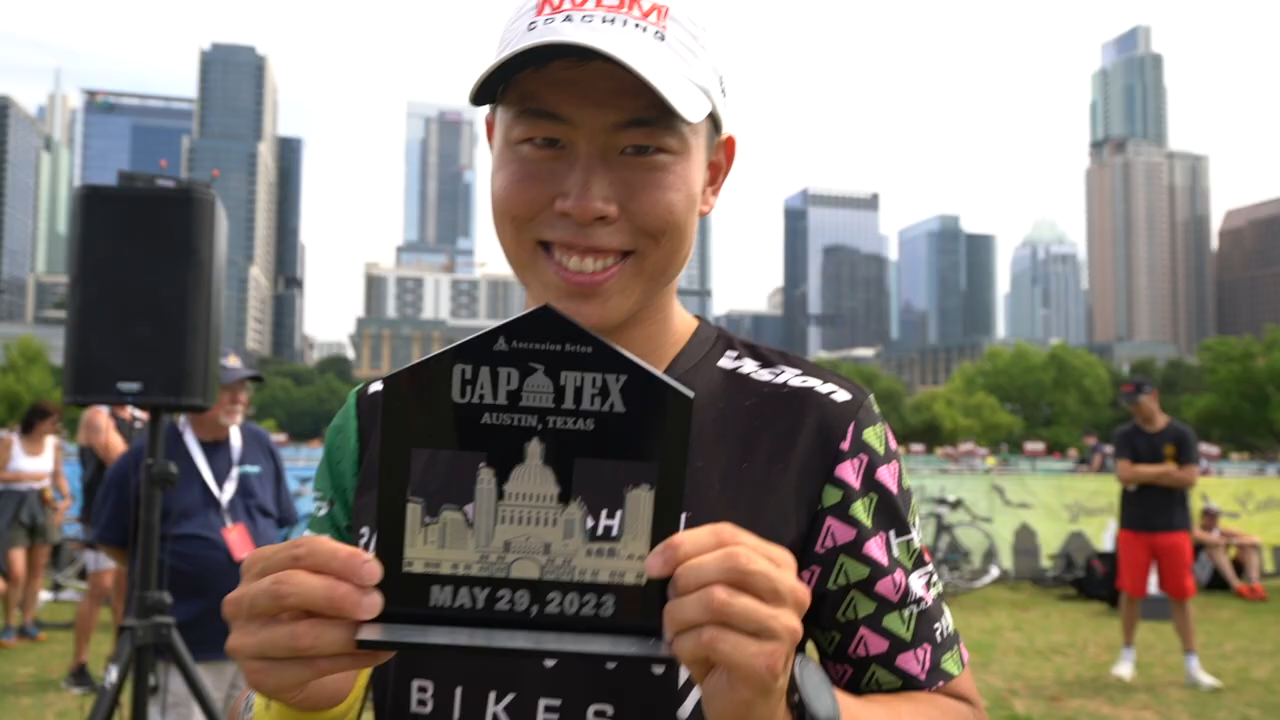 COACHING
Vision
Ascension Seton
CAP TEX
AUSTIN, TEXAS
MAY 29, 2023
BIKES